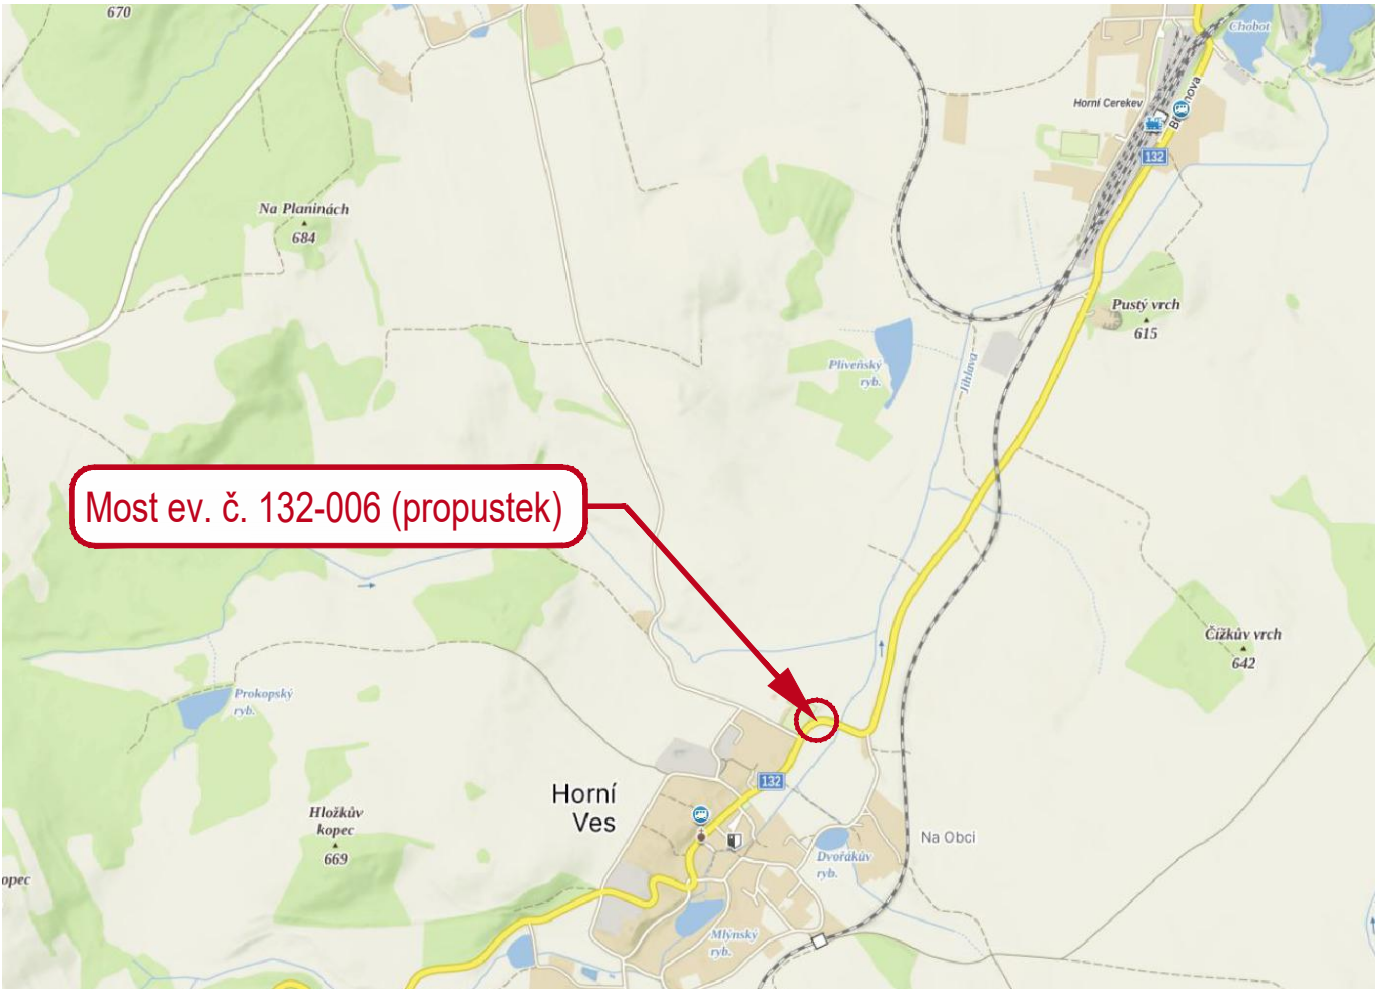 670
Chobot
Horní Cerekev
132
Na Planinách
684
Pustý vrch
615
Pliveňský
ryb.
Jihlava
Most ev. č. 132-006 (propustek)
Čížkův vrch
642
Prokopský
ryb.
132
Horní
Ves
Hložkův
kopec
669
Na Obci
Dvořákův
ryb.
opec
Mlýnský
ryb.